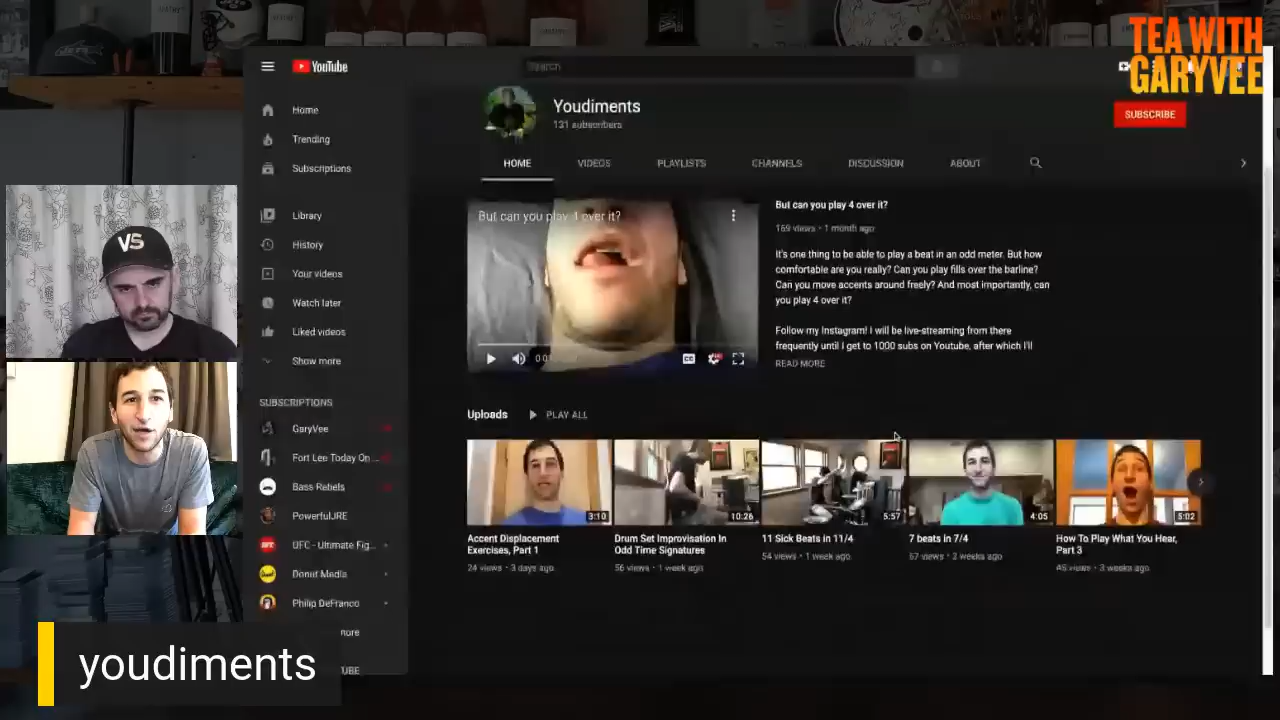 TEA WITH
GARYVEE
YouTube
Search
Home
Trending
Subscriptions
Library
History
Your videos
Watch later
Liked videos
Show more
SUBSCRIPTIONS
GaryVee
Fort Lee Today On ...
Bass Rebels
PowerfulJRE
UFC - Ultimate Fig...
Donut Media
Philip DeFranco
more
UBE
Youdiments
131 subscribers
SUBSCRIBE
HOME VIDEOS PLAYLISTS CHANNELS DISCUSSION ABOUT
But can you play 4 over it?
But can you play 4 over it?
169 views • 1 month ago
It's one thing to be able to play a beat in an odd meter. But how
comfortable are you really? Can you play fills over the barline?
Can you move accents around freely? And most importantly, can
you play 4 over it?
Follow my Instagram! I will be live-streaming from there
frequently until I get to 1000 subs on Youtube, after which I'll
READ MORE
Uploads PLAY ALL
3:10 10:26 5:57 4:05 5:02
Accent Displacement
Exercises, Part 1
24 views • 3 days ago
Drum Set Improvisation In
Odd Time Signatures
56 views • 1 week ago
11 Sick Beats in 11/4
54 views • 1 week ago
7 beats in 7/4
57 views • 2 weeks ago
How To Play What You Hear,
Part 3
45 views • 3 weeks ago
VS
youdiments